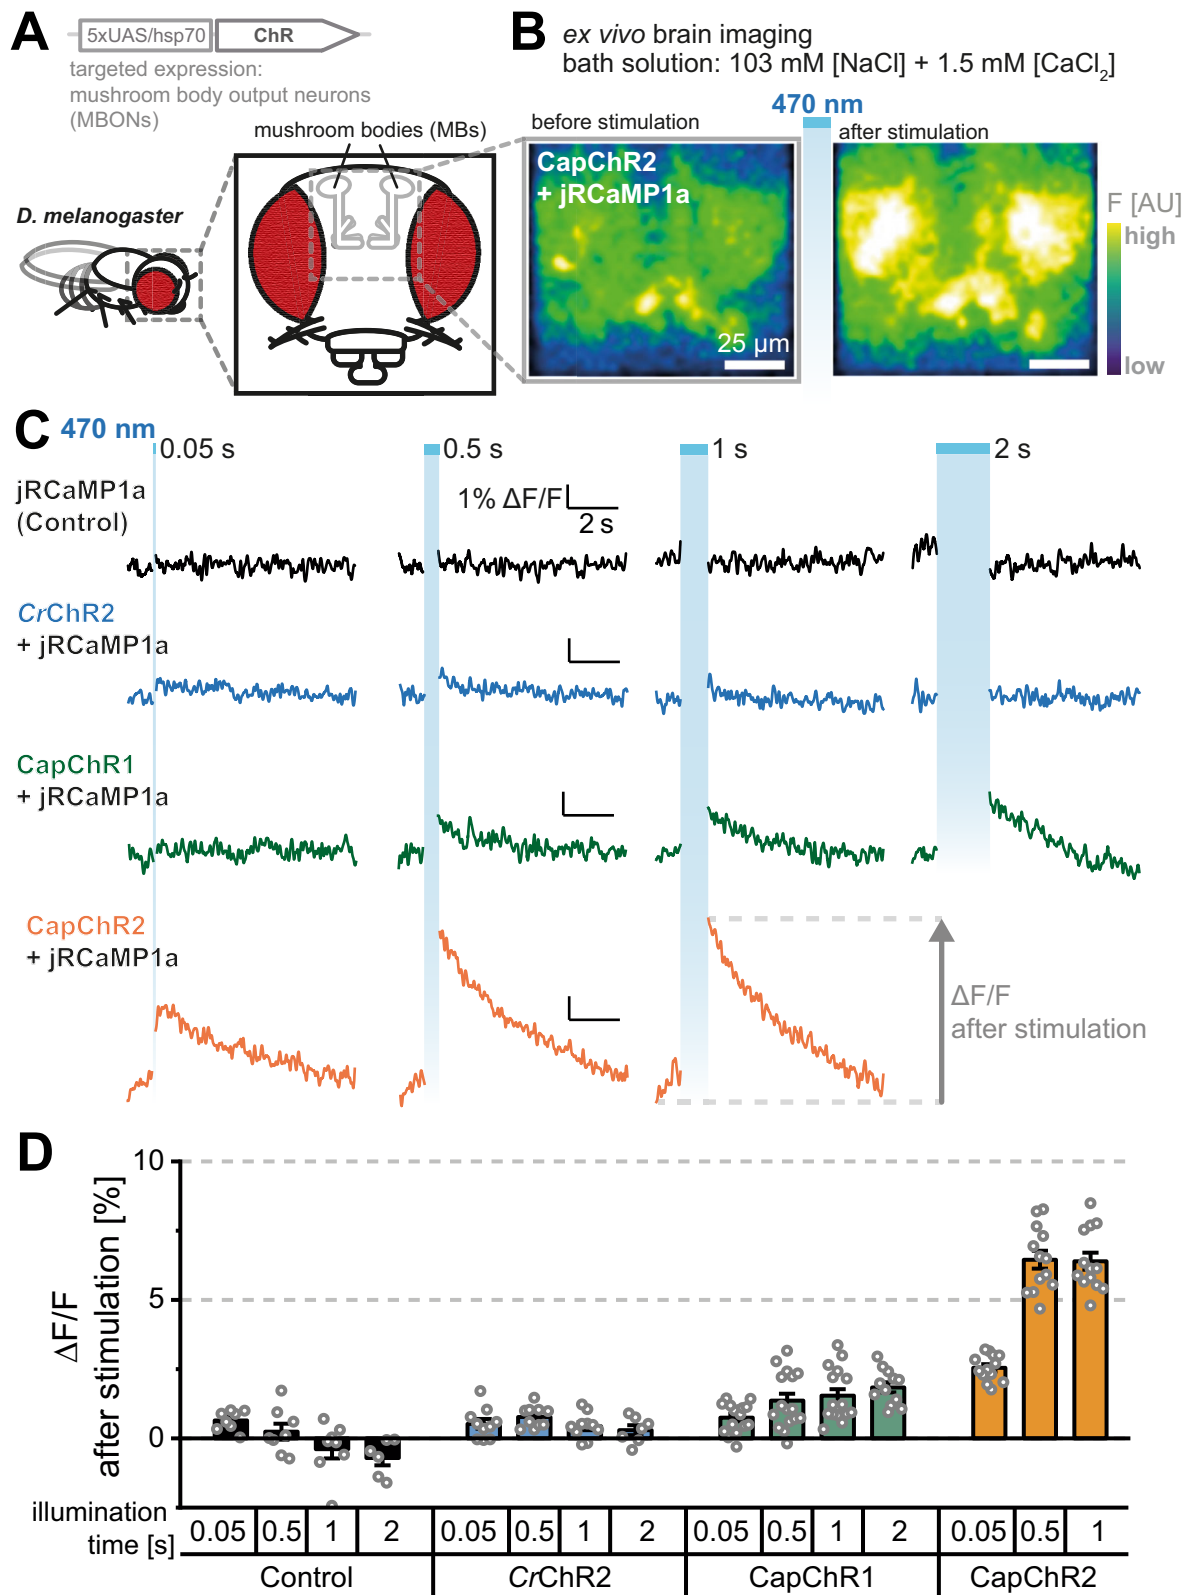 A
5xUAS/hsp70
ChR
targeted expression:
mushroom body output neurons
(MBONs)
mushroom bodies (MBs)
D. melanogaster
B
ex vivo brain imaging
bath solution: 103 mM [NaCl] + 1.5 mM [CaCl2]
470 nm
before stimulation
after stimulation
CapChR2
+ jRCaMP1a
25 µm
F [AU]
high
low
C
470 nm
0.05 s
0.5 s
1 s
2 s
jRCaMP1a
(Control)
1% ΔF/F
2 s
CrChR2
+ jRCaMP1a
CapChR1
+ jRCaMP1a
CapChR2
+ jRCaMP1a
ΔF/F
after stimulation
D
ΔF/F
after stimulation [%]
10
5
0
illumination
time [s]
0.05 0.5 1 2 0.05 0.5 1 2 0.05 0.5 1 2 0.05 0.5 1
Control CrChR2 CapChR1 CapChR2